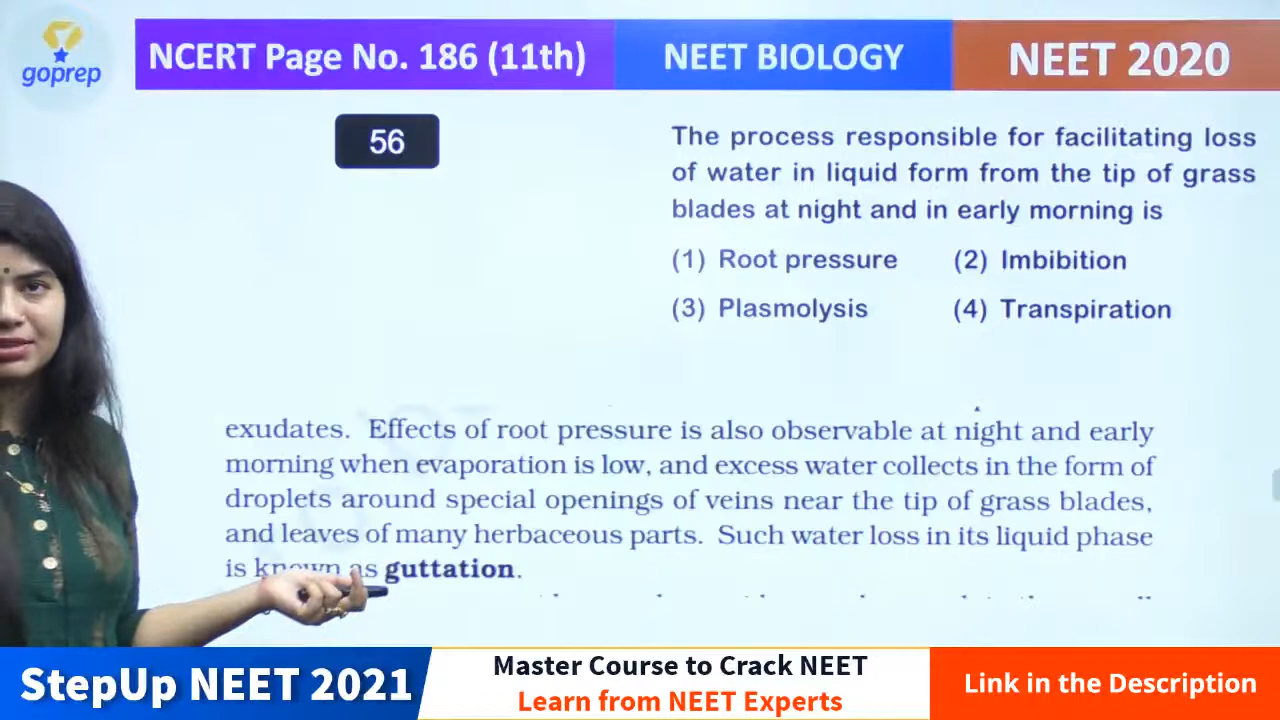 goprep
NCERT Page No. 186 (11th)
NEET BIOLOGY
NEET 2020
56
The process responsible for facilitating loss
of water in liquid form from the tip of grass
blades at night and in early morning is
(1) Root pressure (2) Imbibition
(3) Plasmolysis (4) Transpiration
exudates. Effects of root pressure is also observable at night and early
morning when evaporation is low, and excess water collects in the form of
droplets around special openings of veins near the tip of grass blades,
and leaves of many herbaceous parts. Such water loss in its liquid phase
is known as guttation.
StepUp NEET 2021
Master Course to Crack NEET
Learn from NEET Experts
Link in the Description